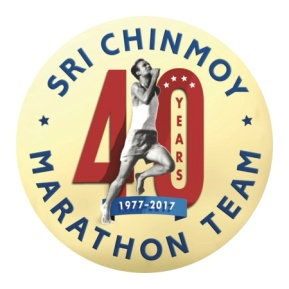 SRI CHINMOY
40
YEARS
1977-2017
MARATHON TEAM